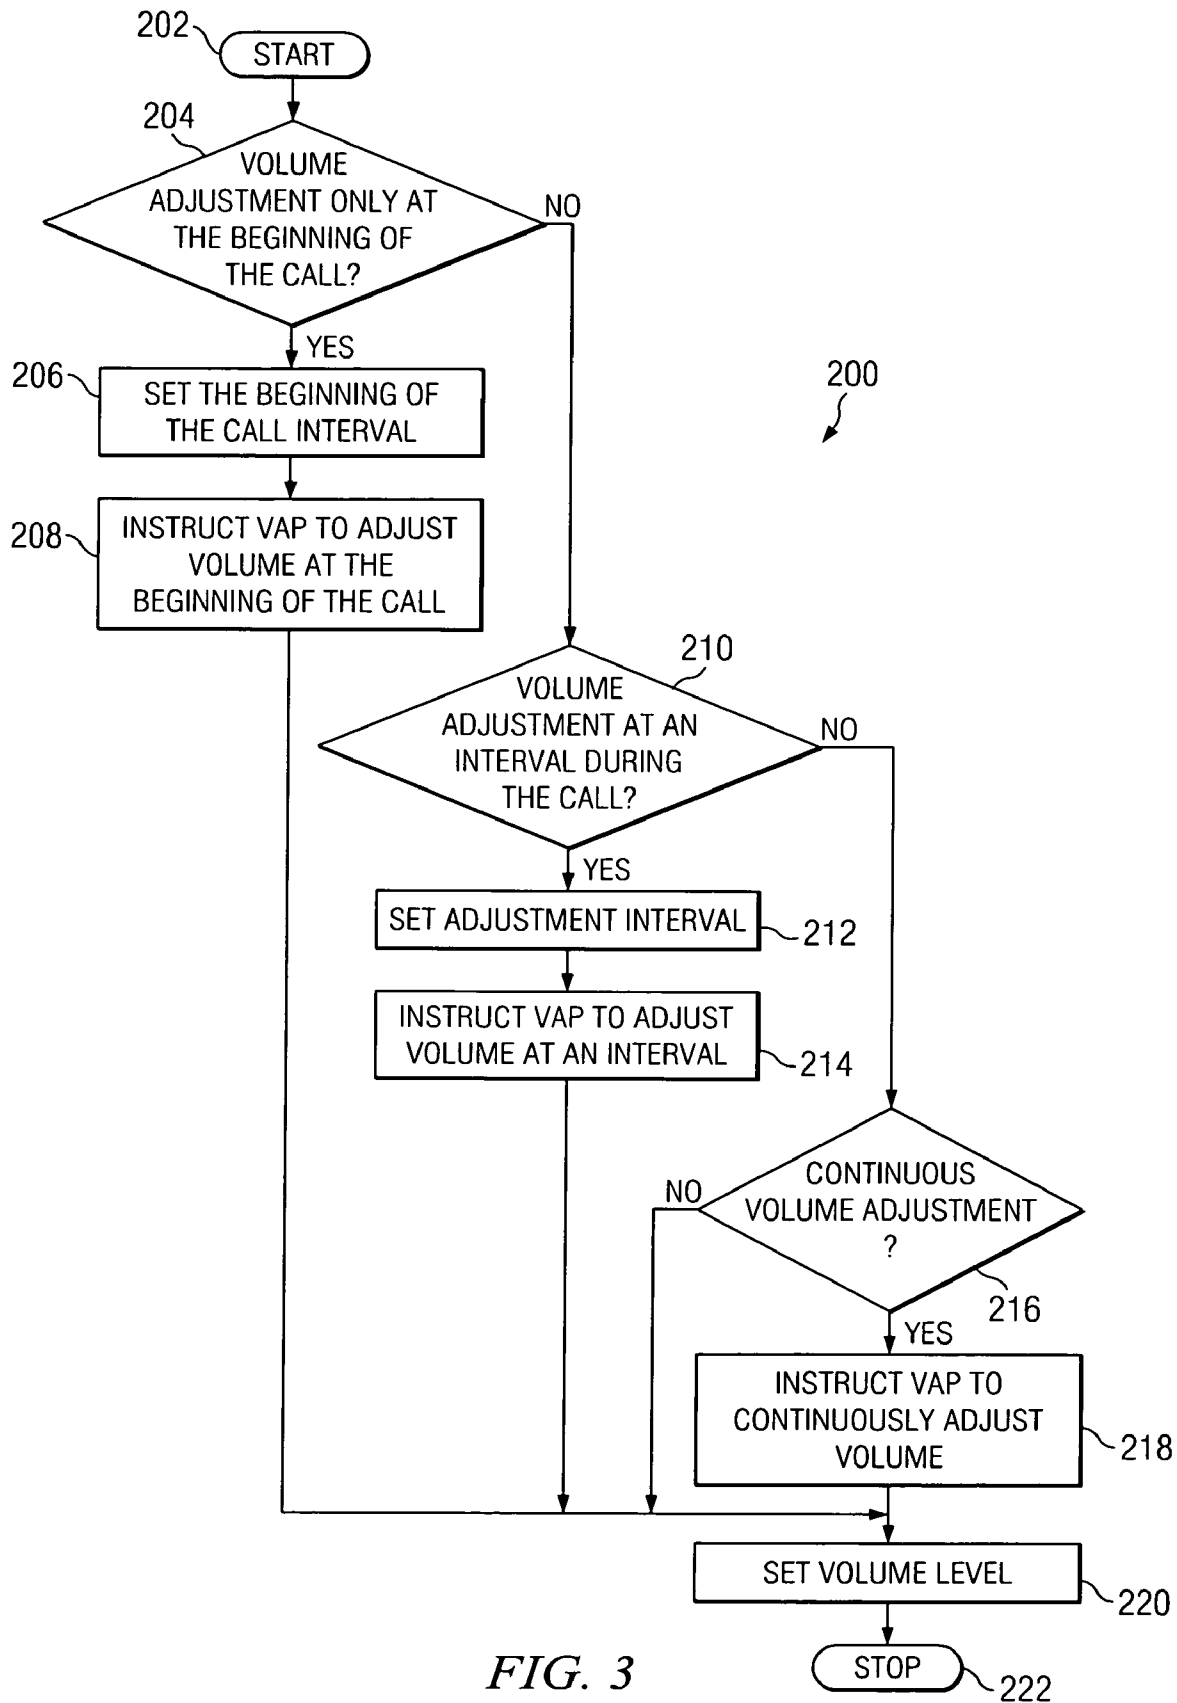 202
START
204
VOLUME
ADJUSTMENT ONLY AT
THE BEGINNING OF
THE CALL?
NO
YES
206
SET THE BEGINNING OF
THE CALL INTERVAL
200
208
INSTRUCT VAP TO ADJUST
VOLUME AT THE
BEGINNING OF THE CALL
210
VOLUME
ADJUSTMENT AT AN
INTERVAL DURING
THE CALL?
NO
YES
SET ADJUSTMENT INTERVAL
212
INSTRUCT VAP TO ADJUST
VOLUME AT AN INTERVAL
214
CONTINUOUS
VOLUME ADJUSTMENT
?
NO
216
YES
INSTRUCT VAP TO
CONTINUOUSLY ADJUST
VOLUME
218
SET VOLUME LEVEL
220
STOP
222
FIG. 3